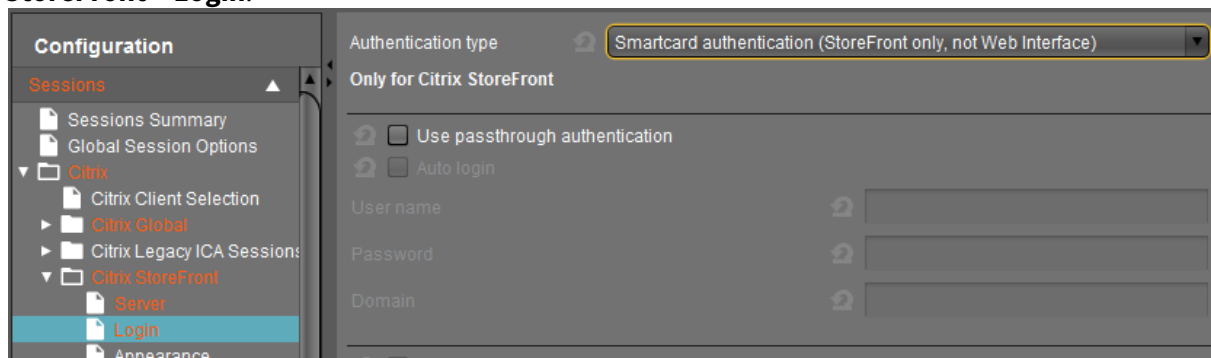 StoreFront - Login.
Configuration
Sessions
Sessions Summary
Global Session Options
Citrix
Citrix Client Selection
Citrix Global
Citrix Legacy ICA Sessions
Citrix StoreFront
Server
Login
Appearance
Authentication type
Smartcard authentication (StoreFront only, not Web Interface)
Only for Citrix StoreFront
Use passthrough authentication
Auto login
User name
Password
Domain